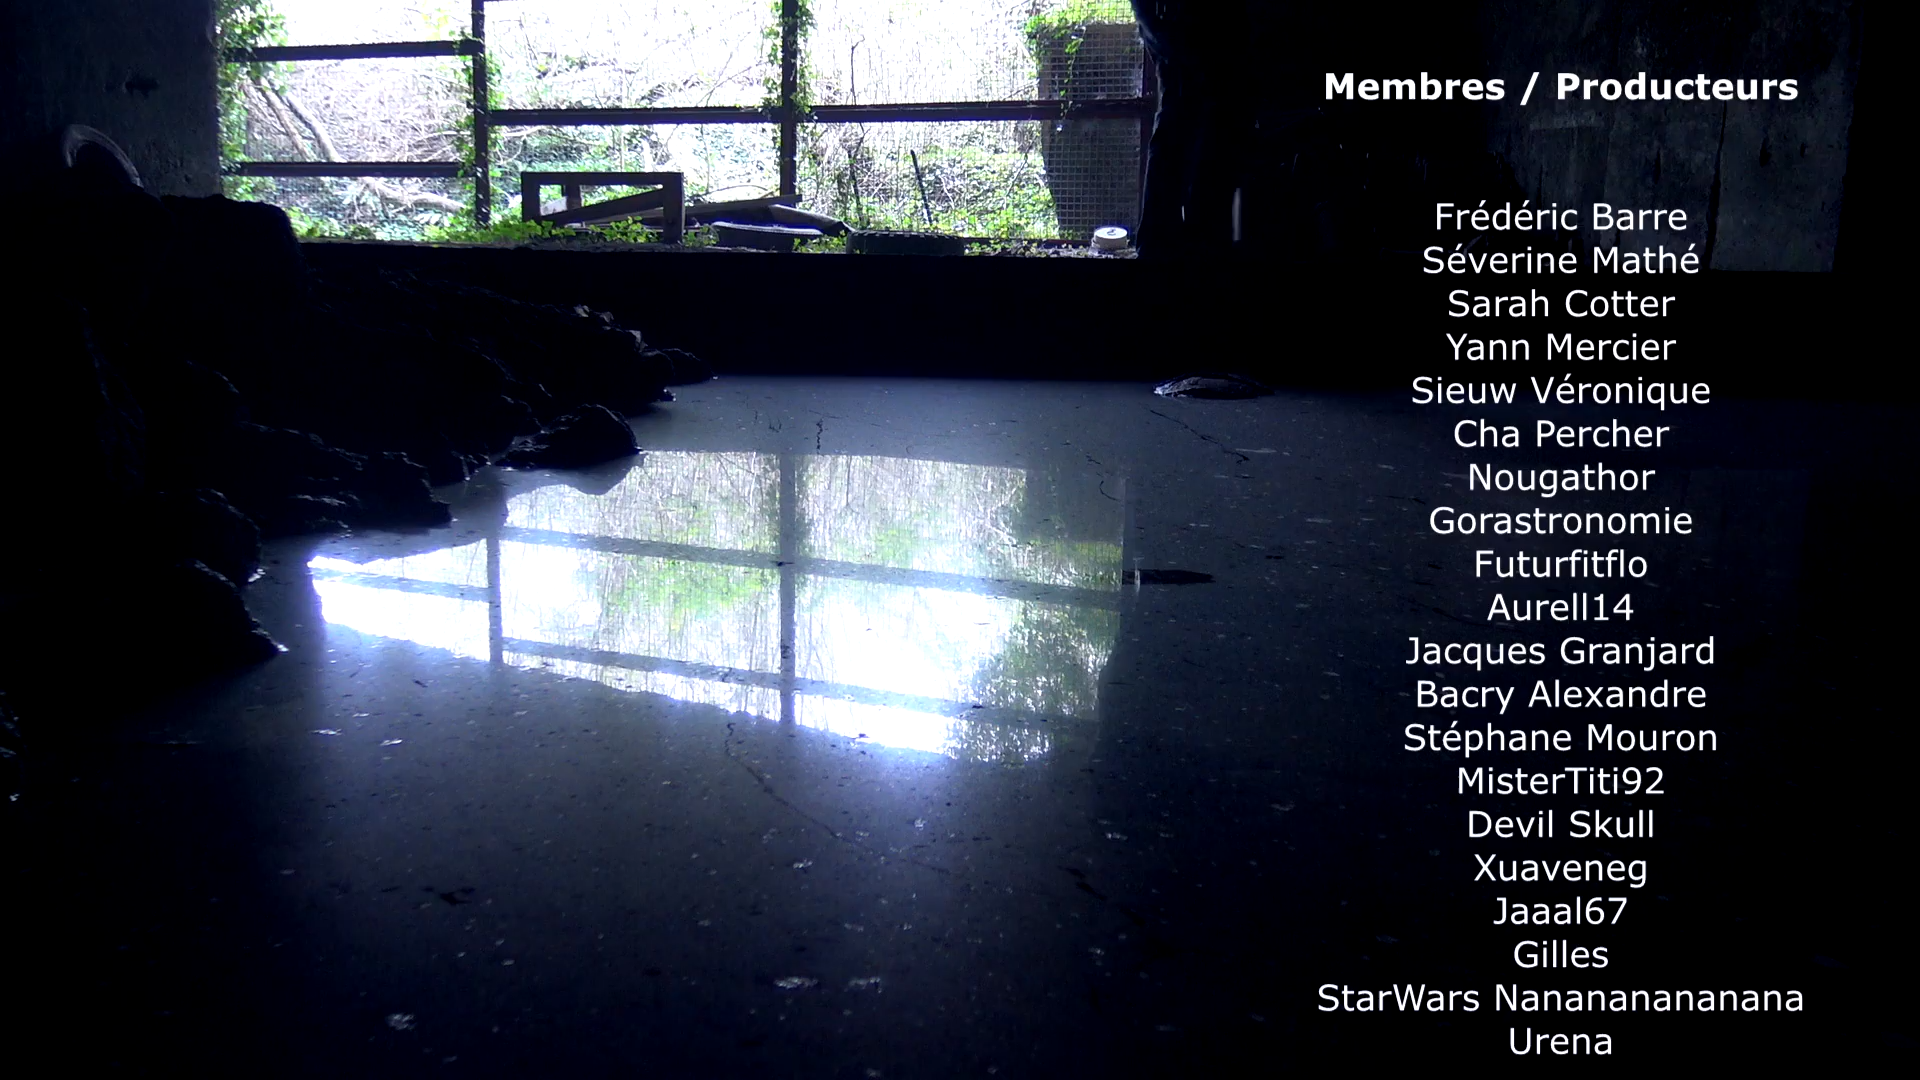 Membres / Producteurs
Frédéric Barre
Séverine Mathé
Sarah Cotter
Yann Mercier
Sieuw Véronique
Cha Percher
Nougathor
Gorastronomie
Futurfitflo
Aurell14
Jacques Granjard
Bacry Alexandre
Stéphane Mouron
MisterTiti92
Devil Skull
Xuaveneg
Jaaal67
Gilles
StarWars Nanananananana
Urena